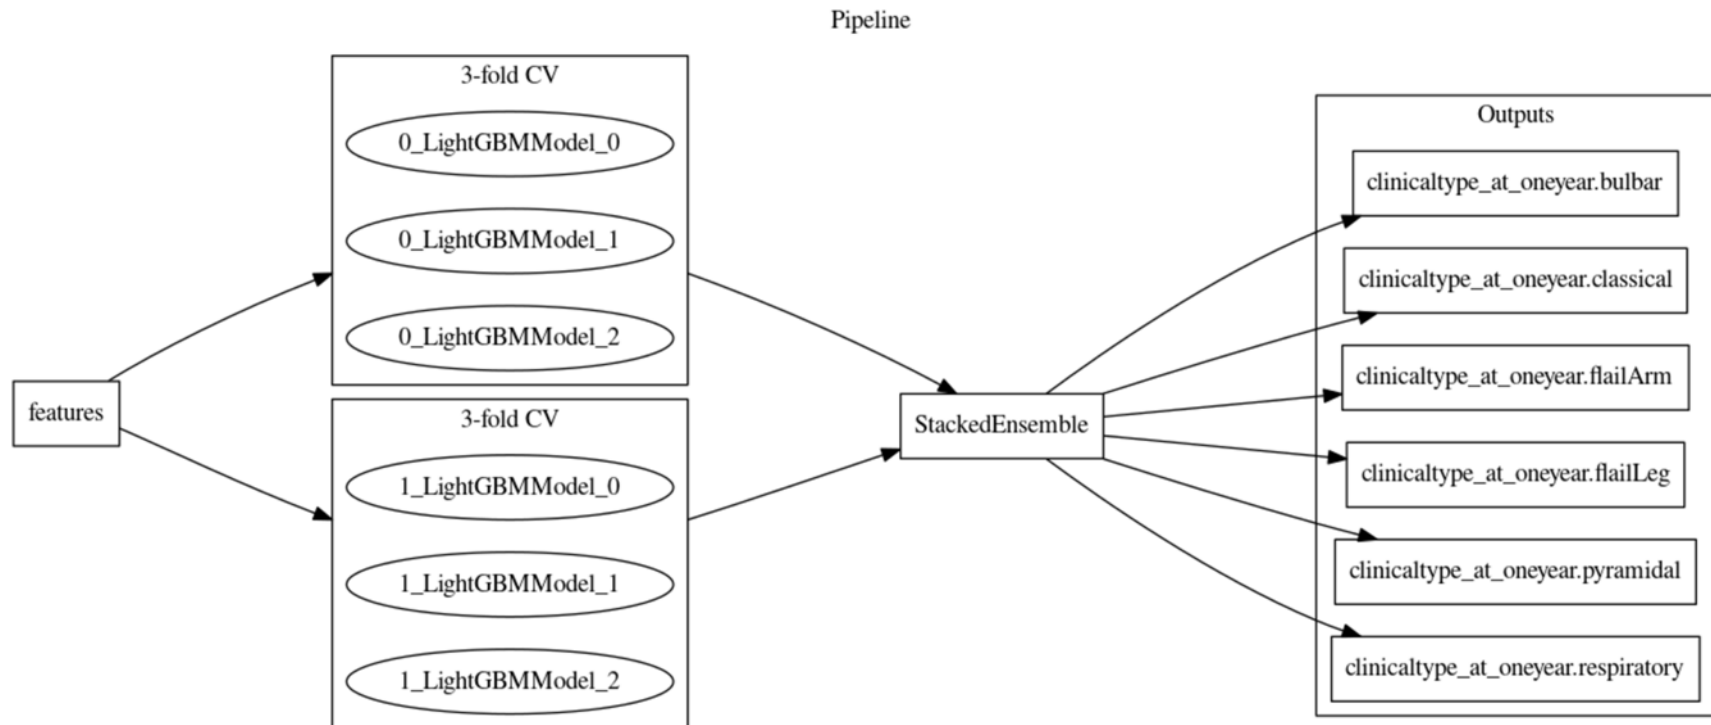 Pipeline
features
3-fold CV
0_LightGBMModel_0
0_LightGBMModel_1
0_LightGBMModel_2
3-fold CV
1_LightGBMModel_0
1_LightGBMModel_1
1_LightGBMModel_2
StackedEnsemble
Outputs
clinicaltype_at_oneyear.bulbar
clinicaltype_at_oneyear.classical
clinicaltype_at_oneyear.flailArm
clinicaltype_at_oneyear.flailLeg
clinicaltype_at_oneyear.pyramidal
clinicaltype_at_oneyear.respiratory